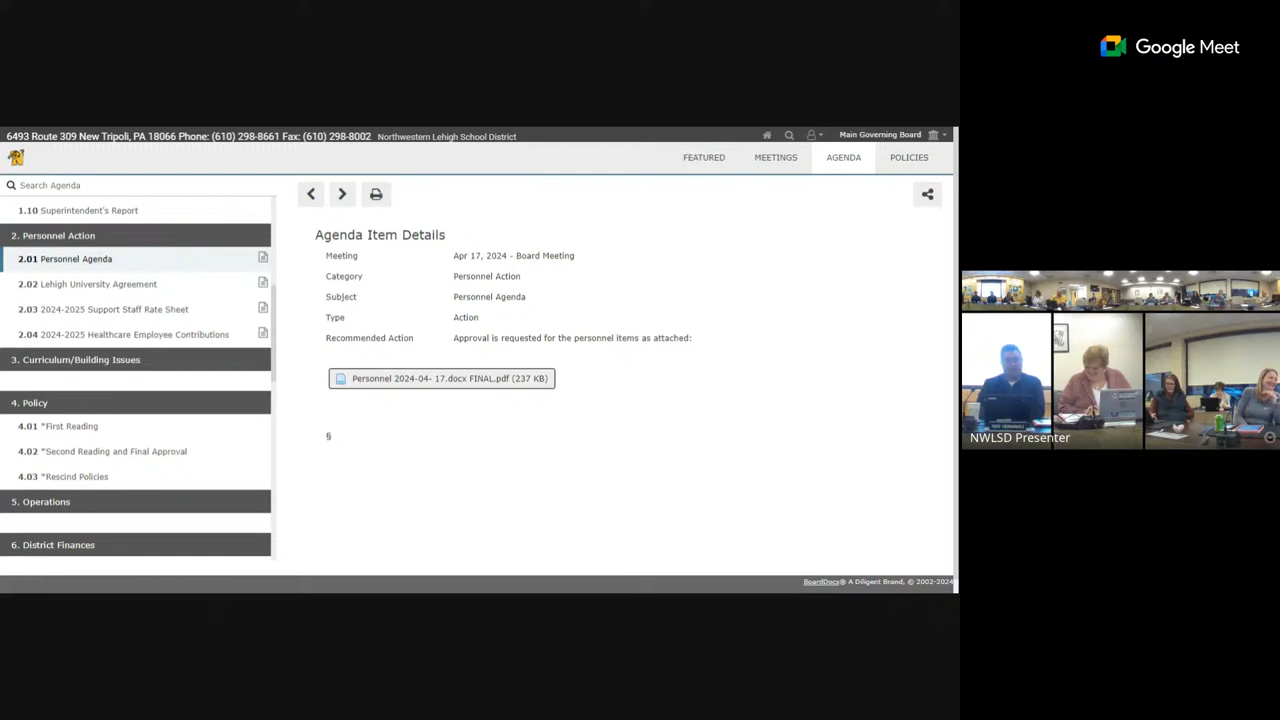 Google Meet
6493 Route 309 New Tripoli, PA 18066 Phone: (610) 298-8661 Fax: (610) 298-8002 Northwestern Lehigh School District
Main Governing Board
FEATURED
MEETINGS
AGENDA
POLICIES
Search Agenda
1.10 Superintendent's Report
2. Personnel Action
2.01 Personnel Agenda
2.02 Lehigh University Agreement
2.03 2024-2025 Support Staff Rate Sheet
2.04 2024-2025 Healthcare Employee Contributions
3. Curriculum/Building Issues
4. Policy
4.01 *First Reading
4.02 *Second Reading and Final Approval
4.03 *Rescind Policies
5. Operations
6. District Finances
Agenda Item Details
Meeting Apr 17, 2024 - Board Meeting
Category Personnel Action
Subject Personnel Agenda
Type Action
Recommended Action Approval is requested for the personnel items as attached:
Personnel 2024-04- 17.docx FINAL.pdf (237 KB)
§
BoardDocs® A Diligent Brand, © 2002-2024
NWLSD Presenter